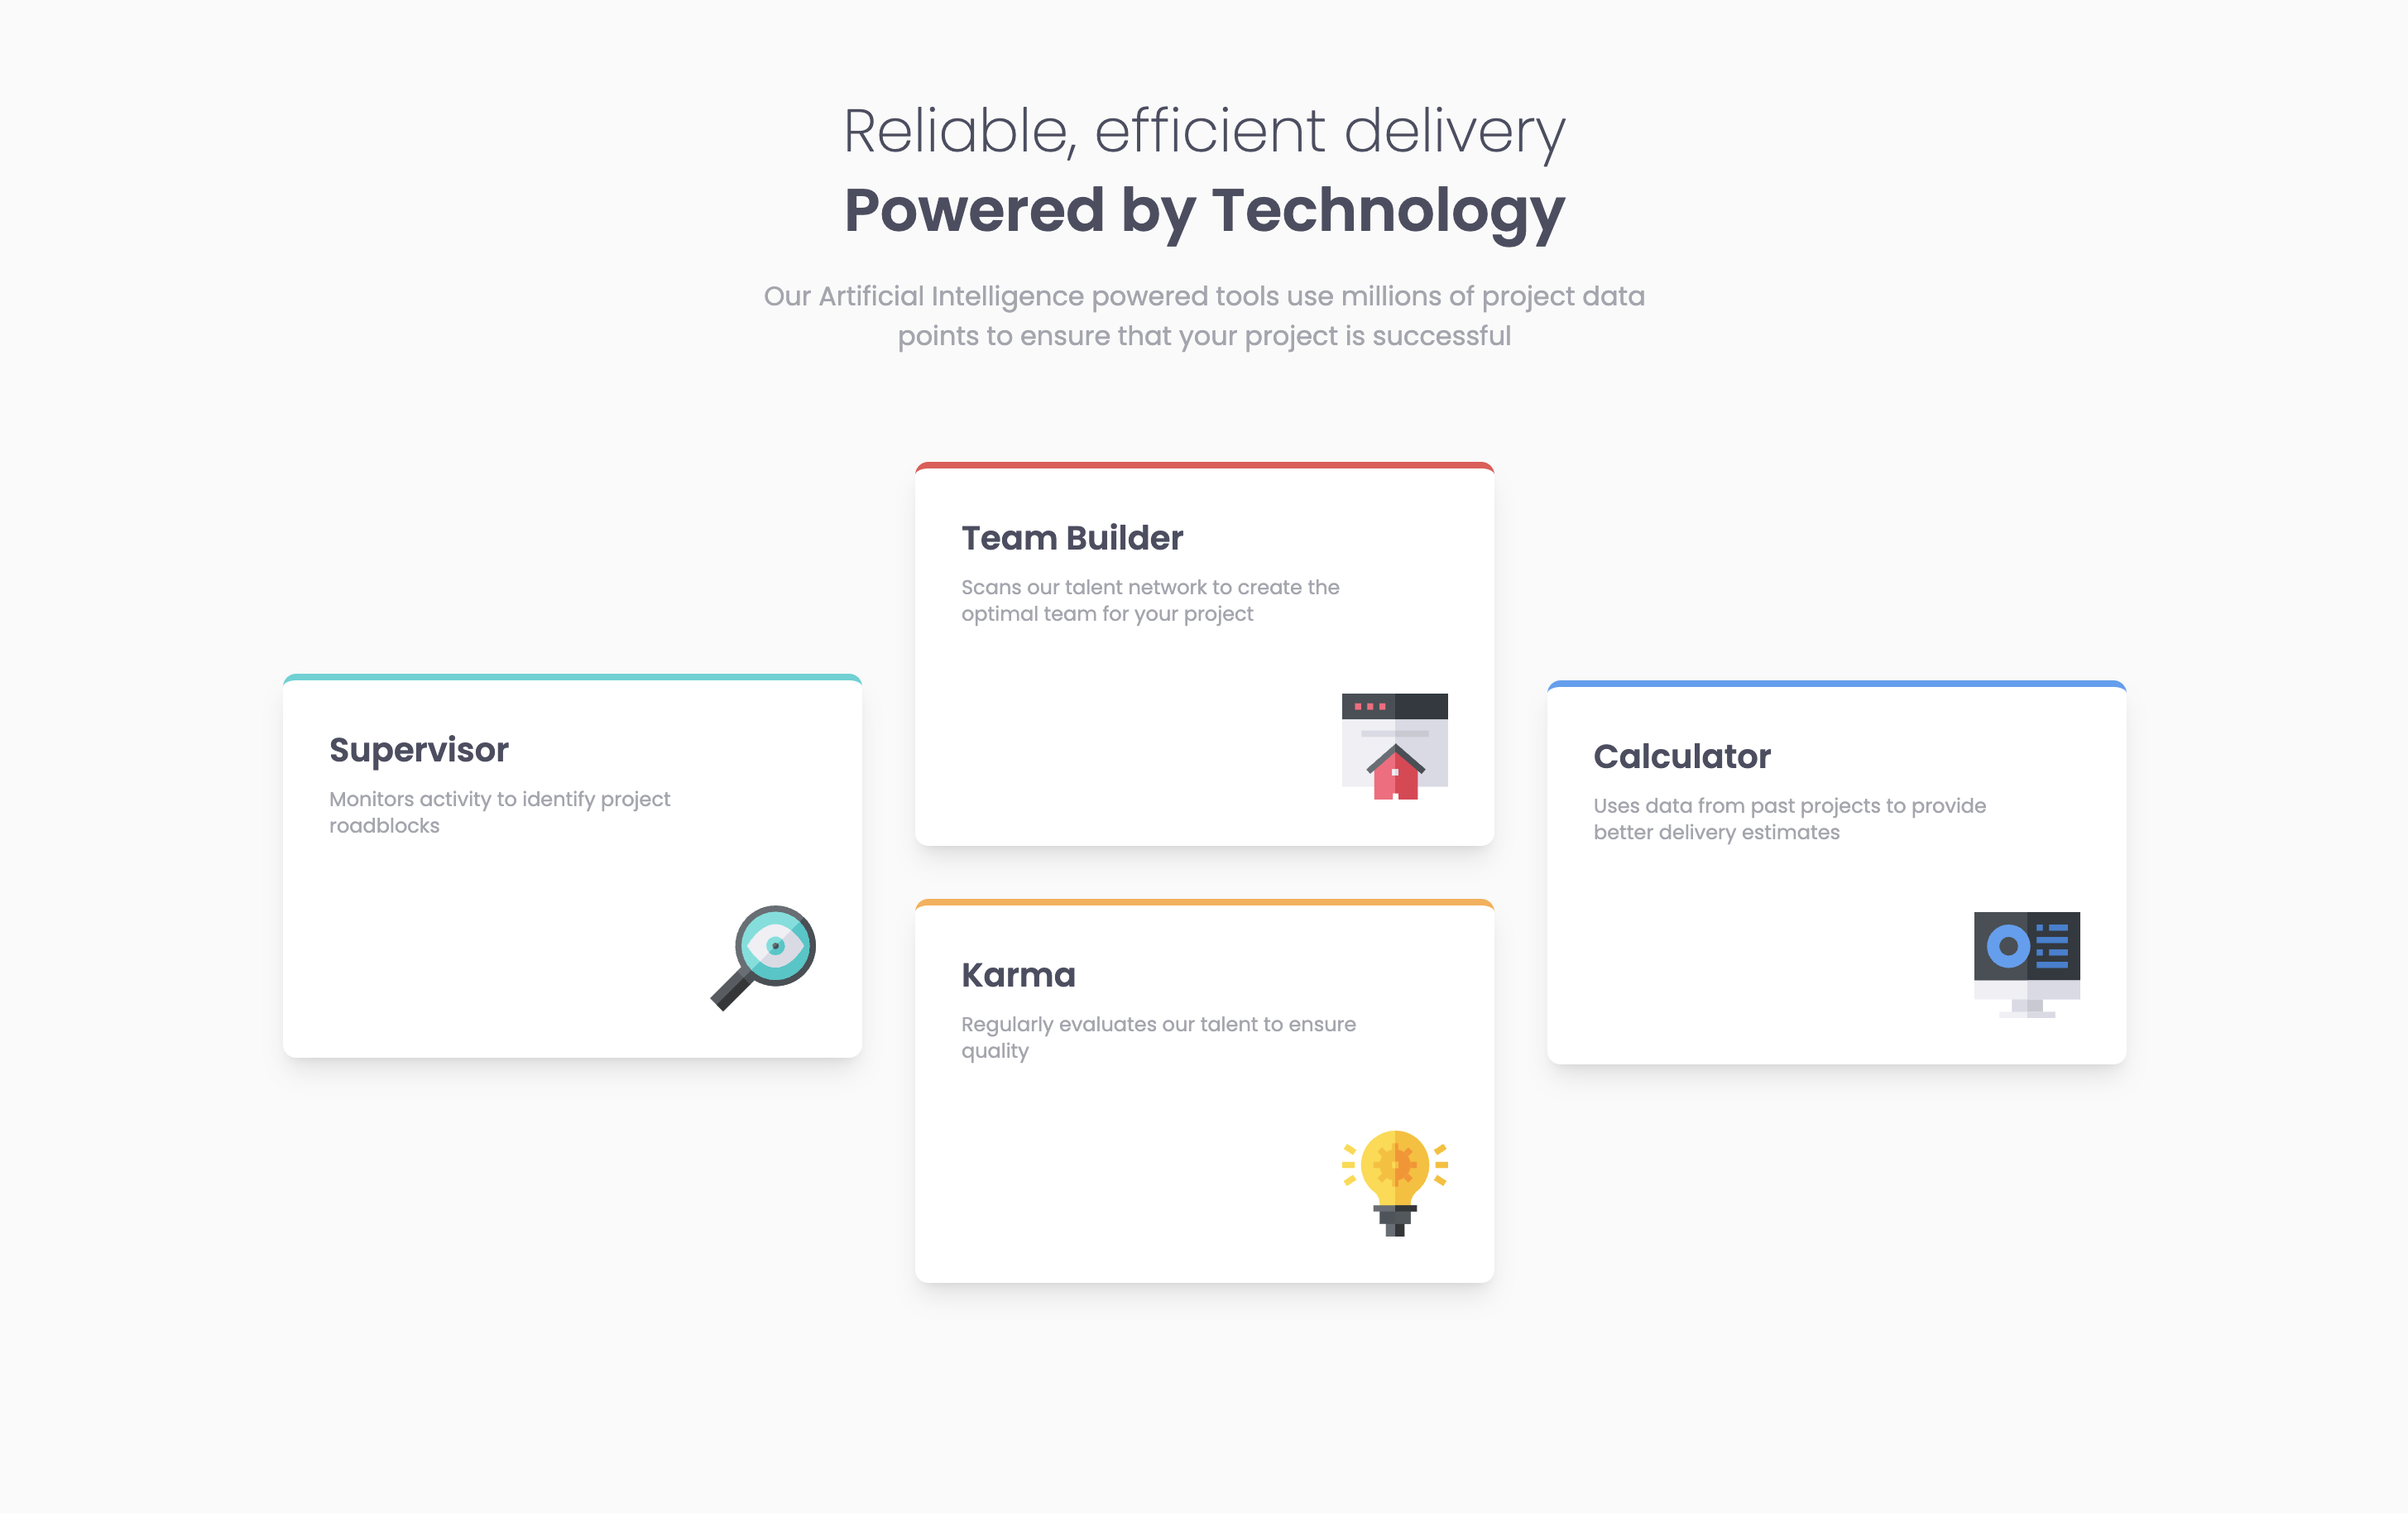 Reliable, efficient delivery
Powered by Technology
Our Artificial Intelligence powered tools use millions of project data
points to ensure that your project is successful
Team Builder
Scans our talent network to create the
optimal team for your project
Supervisor
Monitors activity to identify project
roadblocks
Calculator
Uses data from past projects to provide
better delivery estimates
Karma
Regularly evaluates our talent to ensure
quality